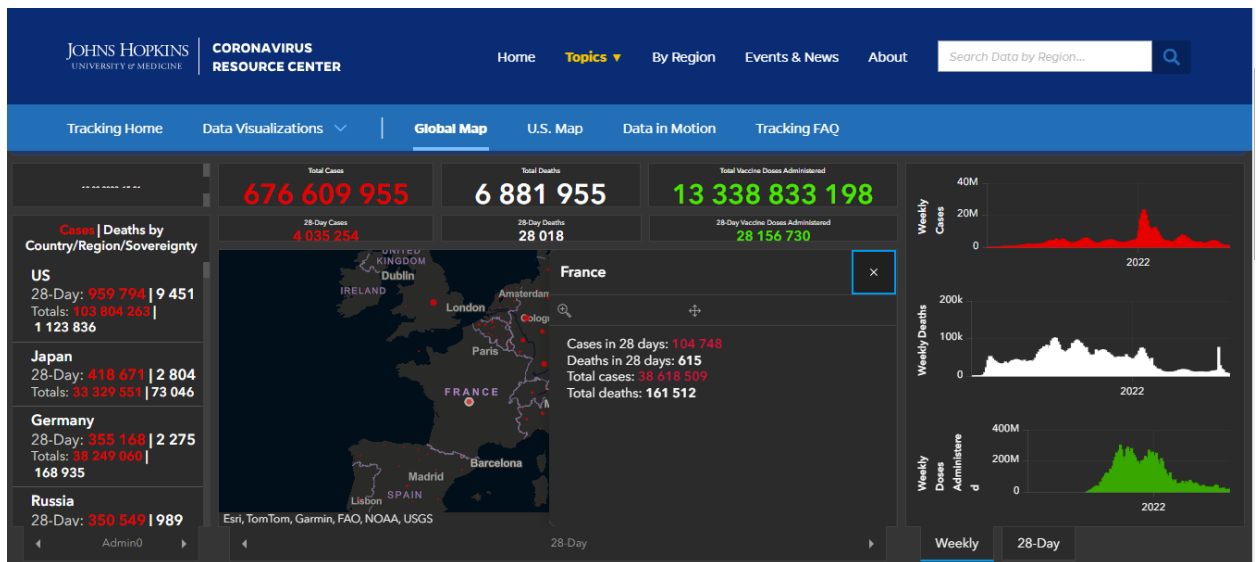 JOHNS HOPKINS
UNIVERSITY & MEDICINE
CORONAVIRUS
RESOURCE CENTER
Home
Topics ▼
By Region
Events & News
About
Search Data by Region...
Tracking Home
Data Visualizations
Global Map
U.S. Map
Data in Motion
Tracking FAQ
Cases | Deaths by
Country/Region/Sovereignty
US
28-Day: 959 794 | 9 451
Totals: 103 804 263 |
1 123 836
Japan
28-Day: 418 671 | 2 804
Totals: 33 329 551 | 73 046
Germany
28-Day: 355 168 | 2 275
Totals: 38 249 060 |
168 935
Russia
28-Day: 350 549 | 989
Admin0
Total Cases
676 609 955
Total Deaths
6 881 955
Total Vaccine Doses Administered
13 338 833 198
28-Day Cases
4 035 254
28-Day Deaths
28 018
28-Day Vaccine Doses Administered
28 156 730
UNITED
KINGDOM
Dublin
IRELAND
London
Amsterdam
Cologn
Paris
FRANCE
Barcelona
Madrid
Lisbon
SPAIN
Esri, TomTom, Garmin, FAO, NOAA, USGS
France
×
Cases in 28 days: 104 748
Deaths in 28 days: 615
Total cases: 38 618 509
Total deaths: 161 512
28-Day
Weekly
Cases
40M
20M
0
2022
Weekly Deaths
200k
100k
0
2022
Weekly
Doses
Administere
d
400M
200M
0
2022
Weekly
28-Day